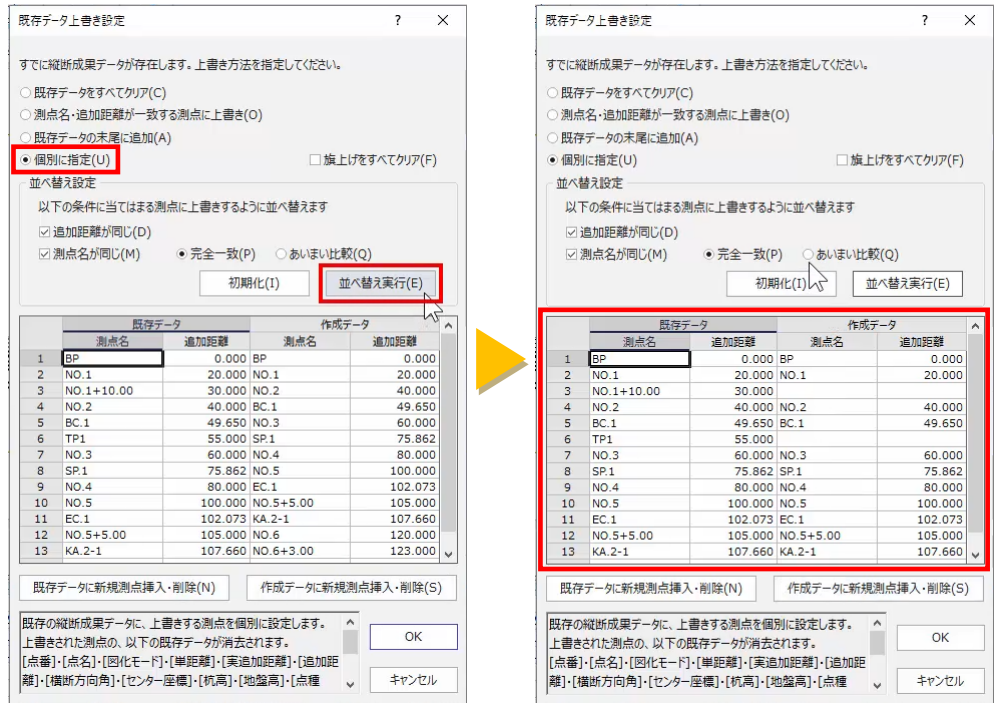 既存データ上書き設定 ? ×
すでに縦断成果データが存在します。上書き方法を指定してください。
既存データをすべてクリア(C)
測点名・追加距離が一致する測点に上書き(O)
既存データの末尾に追加(A)
個別に指定(U) 旗上げをすべてクリア(F)
並べ替え設定
以下の条件に当てはまる測点に上書きするように並べ替えます
追加距離が同じ(D)
測点名が同じ(M) 完全一致(P) あいまい比較(Q)
初期化(I) 並べ替え実行(E)
既存データ 作成データ
測点名 追加距離 測点名 追加距離
1 BP 0.000 BP 0.000
2 NO.1 20.000 NO.1 20.000
3 NO.1+10.00 30.000 NO.2 40.000
4 NO.2 40.000 BC.1 49.650
5 BC.1 49.650 NO.3 60.000
6 TP1 55.000 SP.1 75.862
7 NO.3 60.000 NO.4 80.000
8 SP.1 75.862 NO.5 100.000
9 NO.4 80.000 EC.1 102.073
10 NO.5 100.000 NO.5+5.00 105.000
11 EC.1 102.073 KA.2-1 107.660
12 NO.5+5.00 105.000 NO.6 120.000
13 KA.2-1 107.660 NO.6+3.00 123.000
既存データに新規測点挿入・削除(N) 作成データに新規測点挿入・削除(S)
既存の縦断成果データに、上書きする測点を個別に設定します。
上書きされた測点の、以下の既存データが消去されます。
[点番]・[点名]・[図化モード]・[単距離]・[実追加距離]・[追加距
離]・[横断方向角]・[センター座標]・[杭高]・[地盤高]・[点種
OK
キャンセル
既存データ上書き設定 ? ×
すでに縦断成果データが存在します。上書き方法を指定してください。
既存データをすべてクリア(C)
測点名・追加距離が一致する測点に上書き(O)
既存データの末尾に追加(A)
個別に指定(U) 旗上げをすべてクリア(F)
並べ替え設定
以下の条件に当てはまる測点に上書きするように並べ替えます
追加距離が同じ(D)
測点名が同じ(M) 完全一致(P) あいまい比較(Q)
初期化(I) 並べ替え実行(E)
既存データ 作成データ
測点名 追加距離 測点名 追加距離
1 BP 0.000 BP 0.000
2 NO.1 20.000 NO.1 20.000
3 NO.1+10.00 30.000
4 NO.2 40.000 NO.2 40.000
5 BC.1 49.650 BC.1 49.650
6 TP1 55.000
7 NO.3 60.000 NO.3 60.000
8 SP.1 75.862 SP.1 75.862
9 NO.4 80.000 NO.4 80.000
10 NO.5 100.000 NO.5 100.000
11 EC.1 102.073 EC.1 102.073
12 NO.5+5.00 105.000 NO.5+5.00 105.000
13 KA.2-1 107.660 KA.2-1 107.660
既存データに新規測点挿入・削除(N) 作成データに新規測点挿入・削除(S)
既存の縦断成果データに、上書きする測点を個別に設定します。
上書きされた測点の、以下の既存データが消去されます。
[点番]・[点名]・[図化モード]・[単距離]・[実追加距離]・[追加距
離]・[横断方向角]・[センター座標]・[杭高]・[地盤高]・[点種
OK
キャンセル